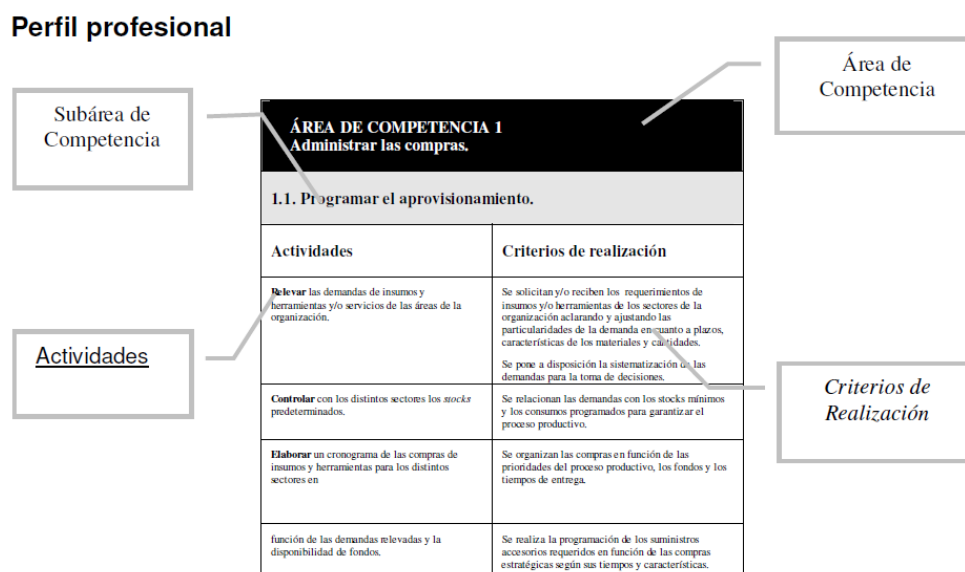 Perfil profesional
Subárea de
Competencia
Área de
Competencia
ÁREA DE COMPETENCIA 1
Administrar las compras.
1.1. Programar el aprovisionamiento.
Actividades
Criterios de realización
Relevar las demandas de insumos y
herramientas y/o servicios de las áreas de la
organización.
Se solicitan y/o reciben los requerimientos de
insumos y/o herramientas de los sectores de la
organización aclarando y ajustando las
particularidades de la demanda en cuanto a plazos,
características de los materiales y cantidades.
Se pone a disposición la sistematización de las
demandas para la toma de decisiones.
Actividades
Criterios de
Realización
Controlar con los distintos sectores los stocks
predeterminados.
Se relacionan las demandas con los stocks mínimos
y los consumos programados para garantizar el
proceso productivo.
Elaborar un cronograma de las compras de
insumos y herramientas para los distintos
sectores en
Se organizan las compras en función de las
prioridades del proceso productivo, los fondos y los
tiempos de entrega.
función de las demandas relevadas y la
disponibilidad de fondos.
Se realiza la programación de los suministros
accesorios requeridos en función de las compras
estratégicas según sus tiempos y características.